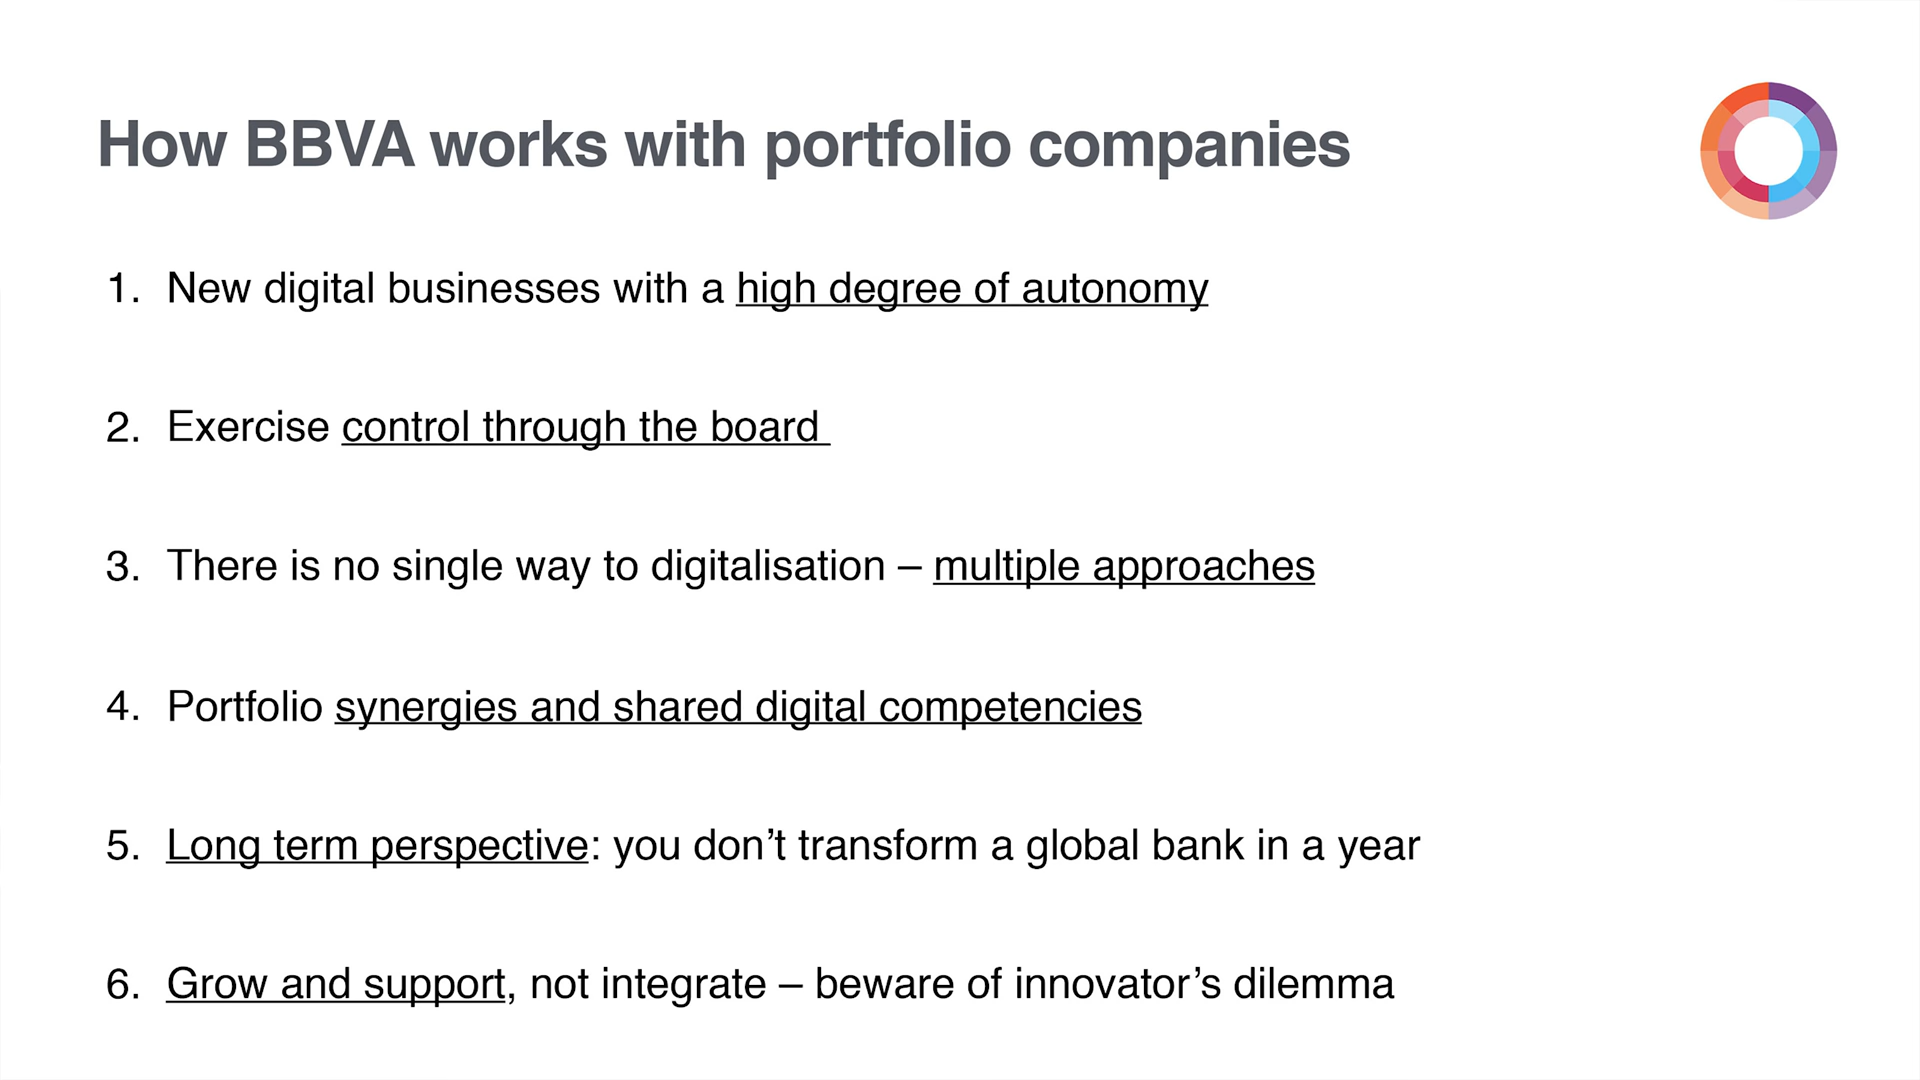 How BBVA works with portfolio companies
1. New digital businesses with a high degree of autonomy
2. Exercise control through the board
3. There is no single way to digitalisation – multiple approaches
4. Portfolio synergies and shared digital competencies
5. Long term perspective: you don’t transform a global bank in a year
6. Grow and support, not integrate – beware of innovator’s dilemma